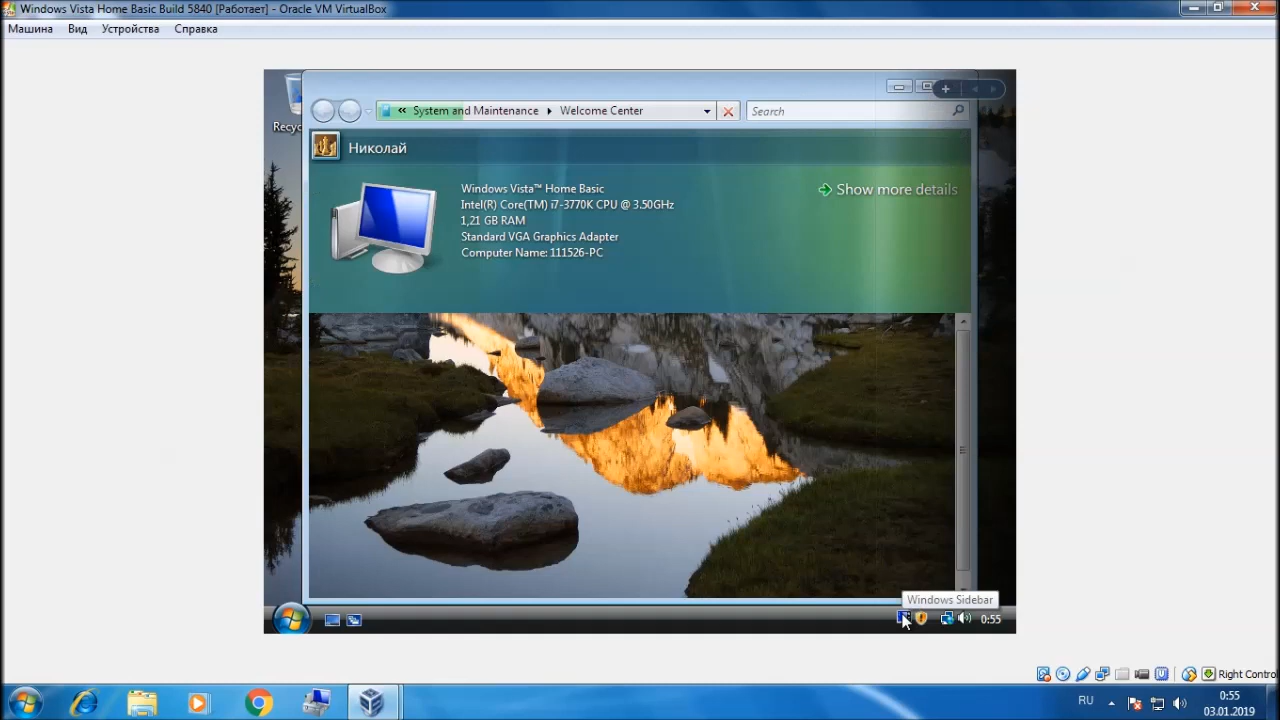 Windows Vista Home Basic Build 5840 [Работает] - Oracle VM VirtualBox
Машина Вид Устройства Справка
« System and Maintenance Welcome Center Search
Recyc
Николай
Windows Vista™ Home Basic
Intel(R) Core(TM) i7-3770K CPU @ 3.50GHz
1,21 GB RAM
Standard VGA Graphics Adapter
Computer Name: 111526-PC
Show more details
Windows Sidebar
0:55
Right Contro
RU
0:55
03.01.2019